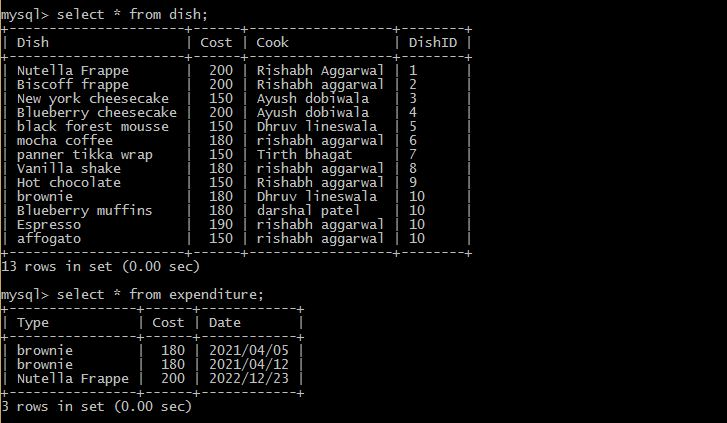 mysql> select * from dish;
+----------------------+------+------------------+--------+
| Dish                 | Cost | Cook             | DishID |
+----------------------+------+------------------+--------+
| Nutella Frappe       |  200 | Rishabh Aggarwal | 1      |
| Biscoff frappe       |  200 | Rishabh Aggarwal | 2      |
| New york cheesecake  |  150 | Ayush dobiwala   | 3      |
| Blueberry cheesecake |  200 | Ayush dobiwala   | 4      |
| black forest mousse  |  150 | Dhruv lineswala  | 5      |
| mocha coffee         |  180 | rishabh aggarwal | 6      |
| panner tikka wrap    |  150 | Tirth bhagat     | 7      |
| Vanilla shake        |  180 | rishabh aggarwal | 8      |
| Hot chocolate        |  150 | Rishabh aggarwal | 9      |
| brownie              |  180 | Dhruv lineswala  | 10     |
| Blueberry muffins    |  180 | darshal patel    | 10     |
| Espresso             |  190 | rishabh aggarwal | 10     |
| affogato             |  150 | rishabh aggarwal | 10     |
+----------------------+------+------------------+--------+
13 rows in set (0.00 sec)
mysql> select * from expenditure;
+----------------+------+------------+
| Type           | Cost | Date       |
+----------------+------+------------+
| brownie        |  180 | 2021/04/05 |
| brownie        |  180 | 2021/04/12 |
| Nutella Frappe |  200 | 2022/12/23 |
+----------------+------+------------+
3 rows in set (0.00 sec)